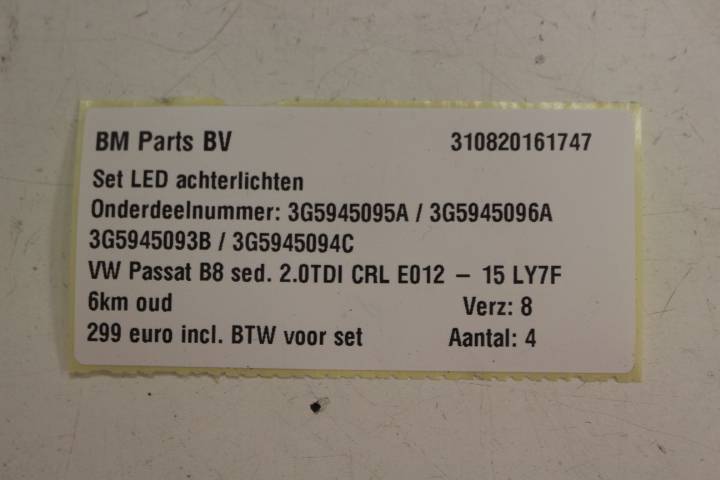 BM Parts BV 310820161747
Set LED achterlichten
Onderdeelnummer: 3G5945095A / 3G5945096A
3G5945093B / 3G5945094C
VW Passat B8 sed. 2.0TDI CRL E012 – 15 LY7F
6km oud Verz: 8
299 euro incl. BTW voor set Aantal: 4